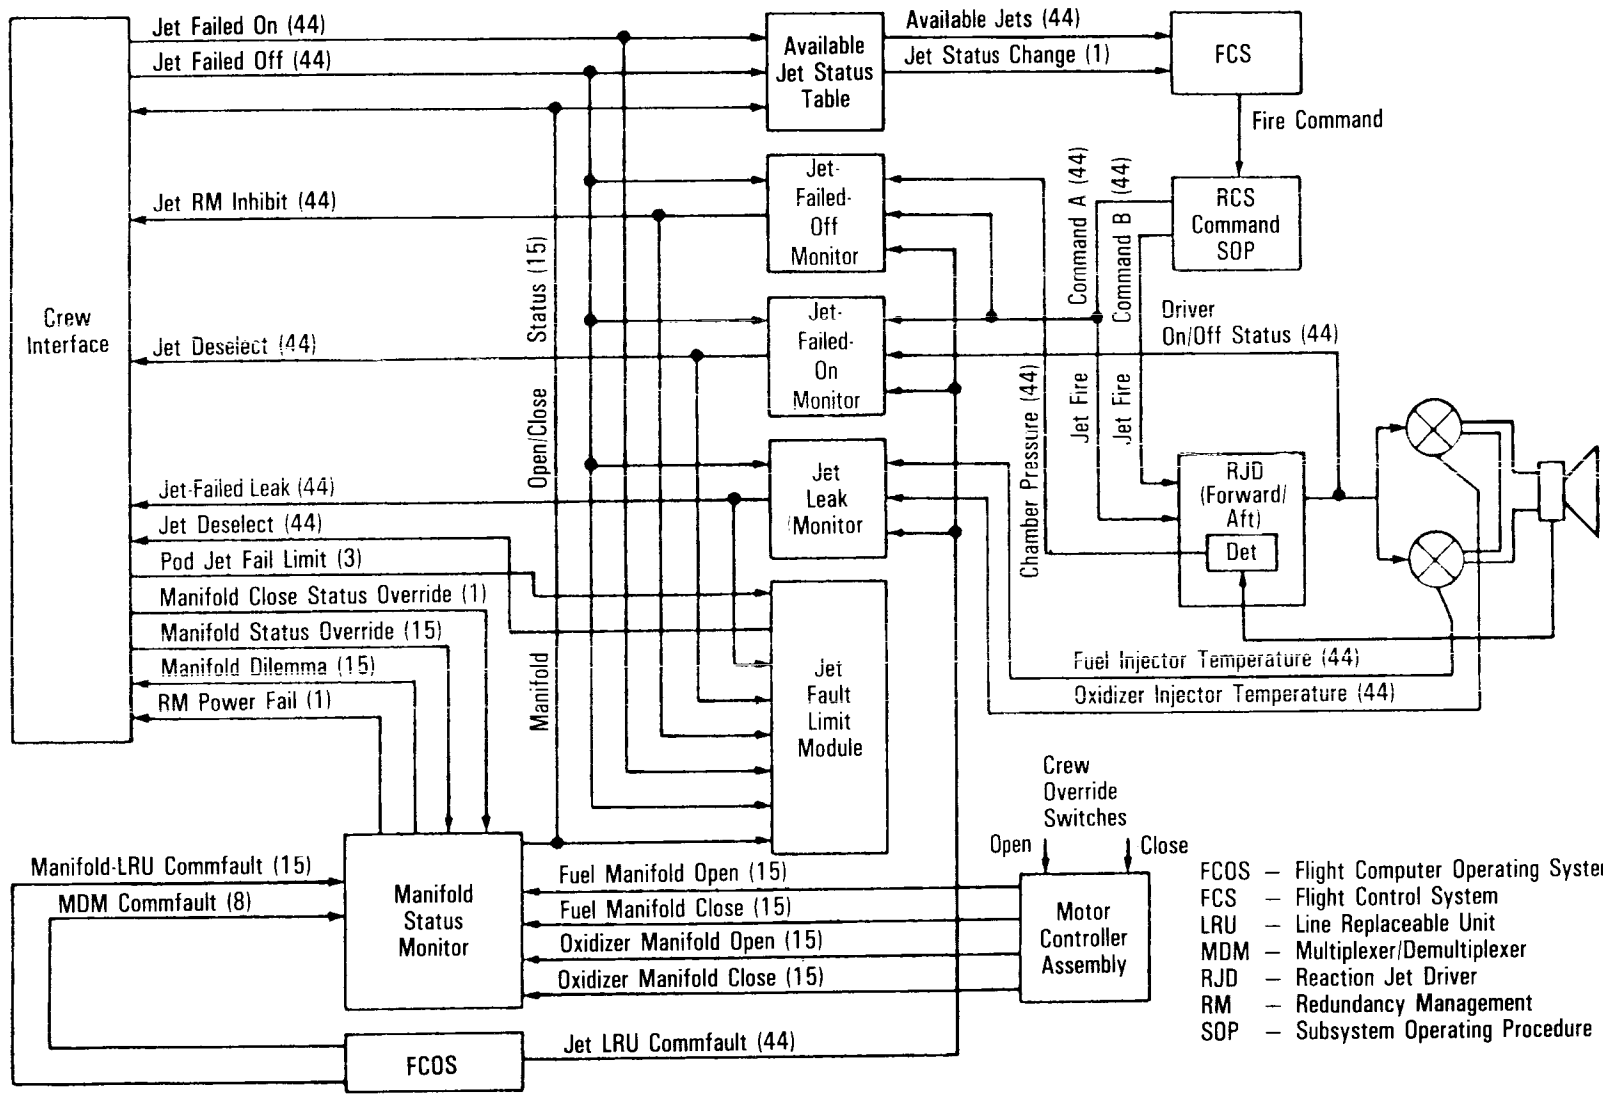 Jet Failed On (44)
Jet Failed Off (44)
Available
Jet Status
Table
Available Jets (44)
Jet Status Change (1)
FCS
Fire Command
Jet RM Inhibit (44)
Jet-
Failed-
Off
Monitor
RCS
Command
SOP
Command A (44)
Command B (44)
Crew
Interface
Status (15)
Jet Deselect (44)
Jet-
Failed-
On
Monitor
Driver
On/Off Status (44)
Jet Fire
Jet Fire
Chamber Pressure (44)
Open/Close
Jet-Failed Leak (44)
Jet Deselect (44)
Pod Jet Fail Limit (3)
Manifold Close Status Override (1)
Manifold Status Override (15)
Manifold Dilemma (15)
RM Power Fail (1)
Jet
Leak
Monitor
RJD
(Forward/
Aft)
Det
Manifold
Jet
Fault
Limit
Module
Fuel Injector Temperature (44)
Oxidizer Injector Temperature (44)
Crew
Override
Switches
Open
Close
Manifold-LRU Commfault (15)
MDM Commfault (8)
Manifold
Status
Monitor
Fuel Manifold Open (15)
Fuel Manifold Close (15)
Oxidizer Manifold Open (15)
Oxidizer Manifold Close (15)
Motor
Controller
Assembly
FCOS
Jet LRU Commfault (44)
FCOS – Flight Computer Operating Syste
FCS – Flight Control System
LRU – Line Replaceable Unit
MDM – Multiplexer/Demultiplexer
RJD – Reaction Jet Driver
RM – Redundancy Management
SOP – Subsystem Operating Procedure